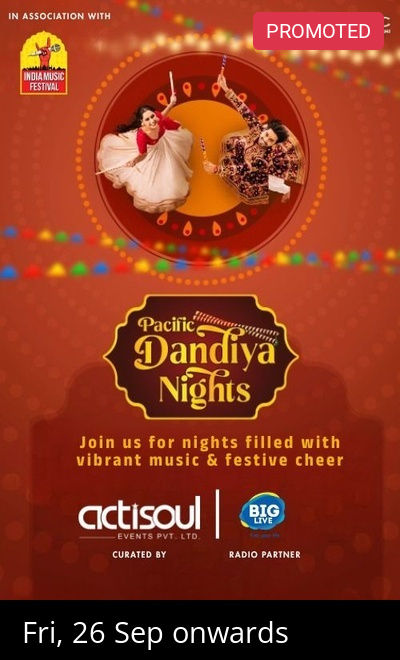 IN ASSOCIATION WITH
PROMOTED
INDIA MUSIC
FESTIVAL
Pacific
Dandiya
Nights
Join us for nights filled with
vibrant music & festive cheer
actisoul
EVENTS PVT. LTD.
BIG
LIVE
CURATED BY
RADIO PARTNER
Fri, 26 Sep onwards